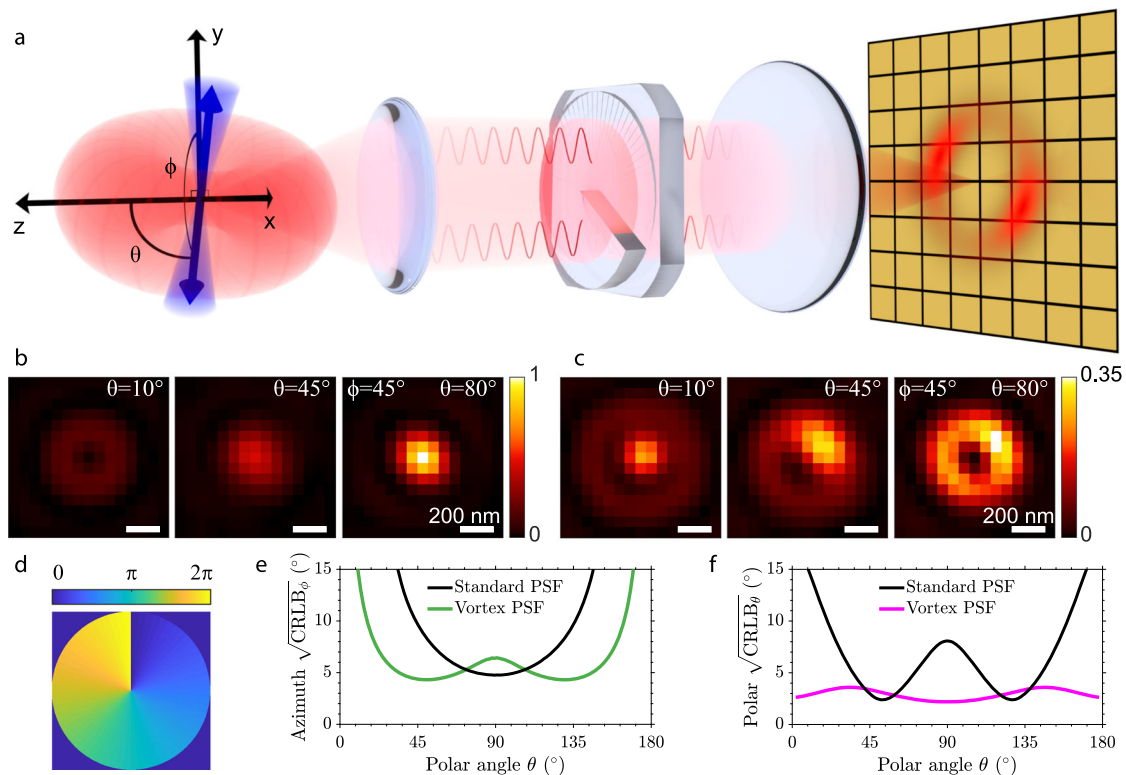 a
y
ϕ
z
x
θ
b
c
θ=10°
θ=45°
ϕ=45° θ=80°
200 nm
1
0
θ=10°
θ=45°
ϕ=45° θ=80°
200 nm
0.35
0
d
0 π 2π
e
Azimuth √CRLBϕ (°)
15
10
5
0
Standard PSF
Vortex PSF
0 45 90 135 180
Polar angle θ (°)
f
Polar √CRLBθ (°)
15
10
5
0
Standard PSF
Vortex PSF
0 45 90 135 180
Polar angle θ (°)